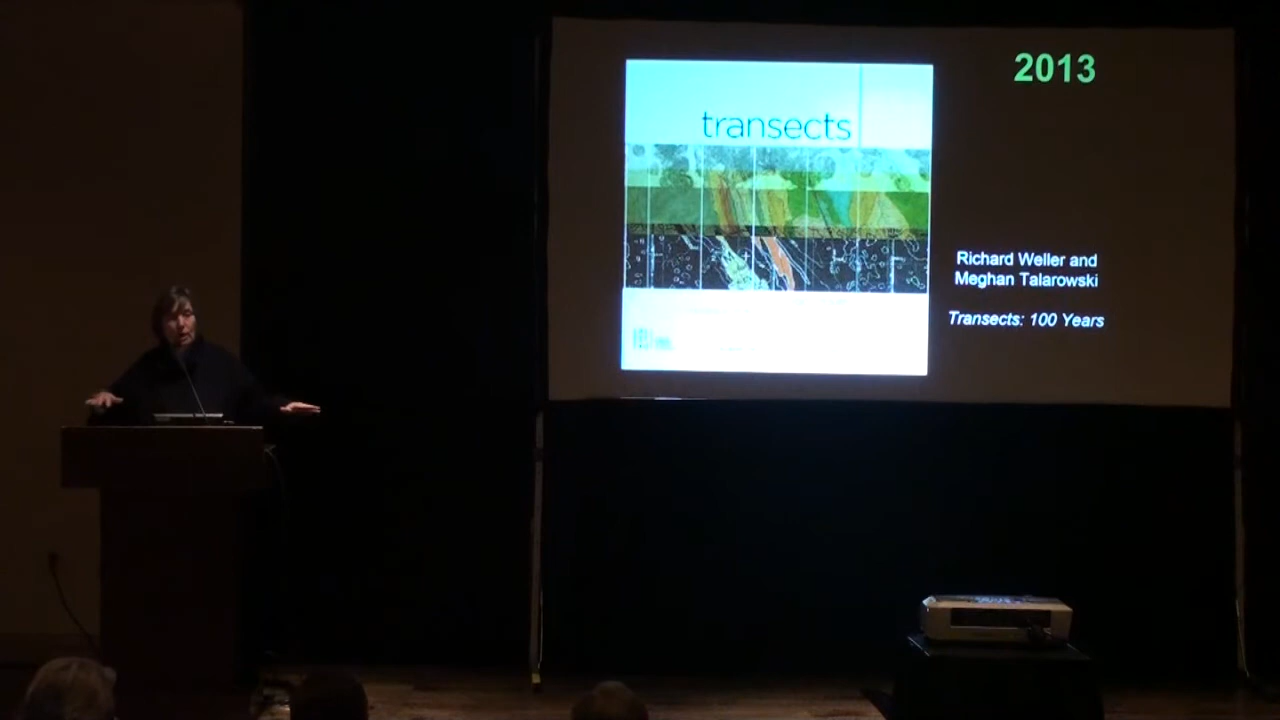 2013
transects
Richard Weller and
Meghan Talarowski
Transects: 100 Years